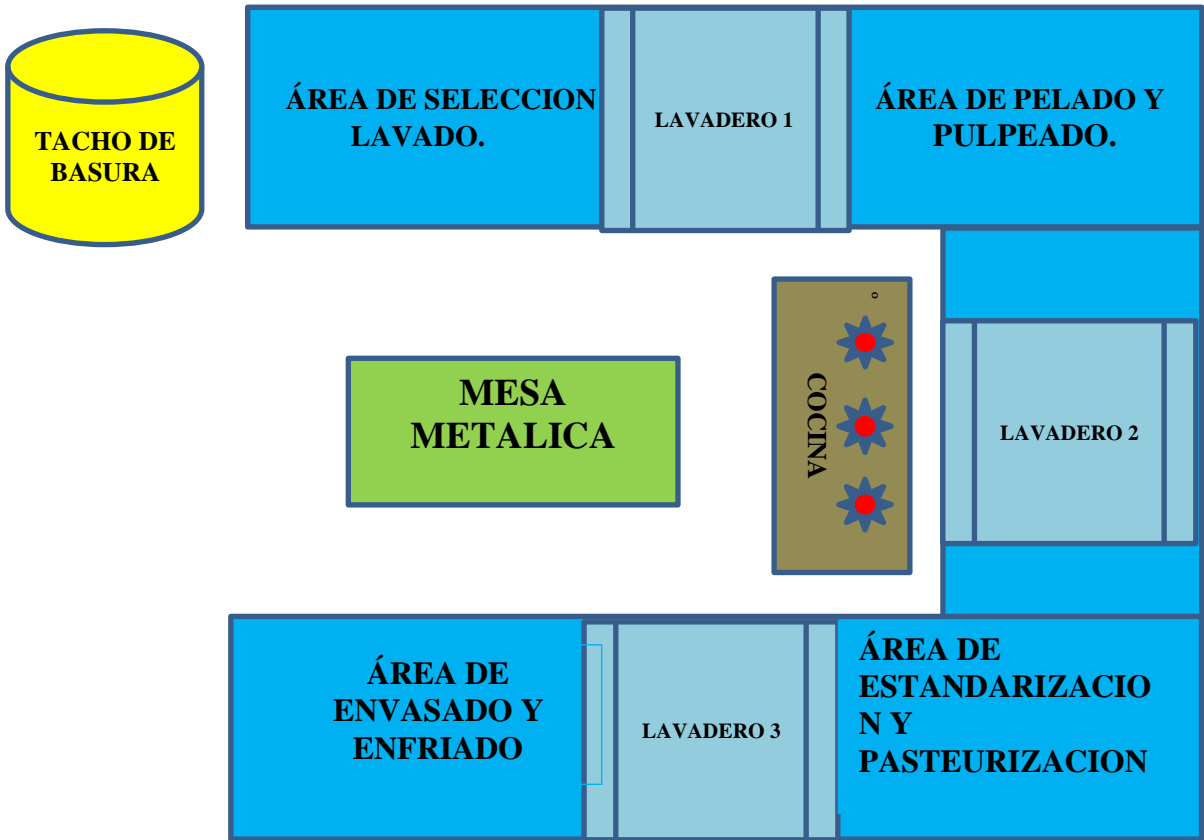 TACHO DE
BASURA
ÁREA DE SELECCION
LAVADO.
LAVADERO 1
ÁREA DE PELADO Y
PULPEADO.
MESA
METALICA
COCINA
LAVADERO 2
ÁREA DE
ENVASADO Y
ENFRIADO
LAVADERO 3
ÁREA DE
ESTANDARIZACIO
N Y
PASTEURIZACION